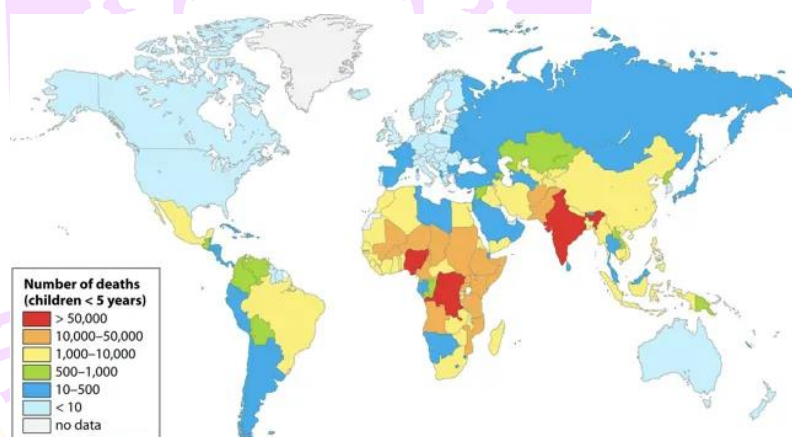 Number of deaths
(children < 5 years)
> 50,000
10,000–50,000
1,000–10,000
500–1,000
10–500
< 10
no data